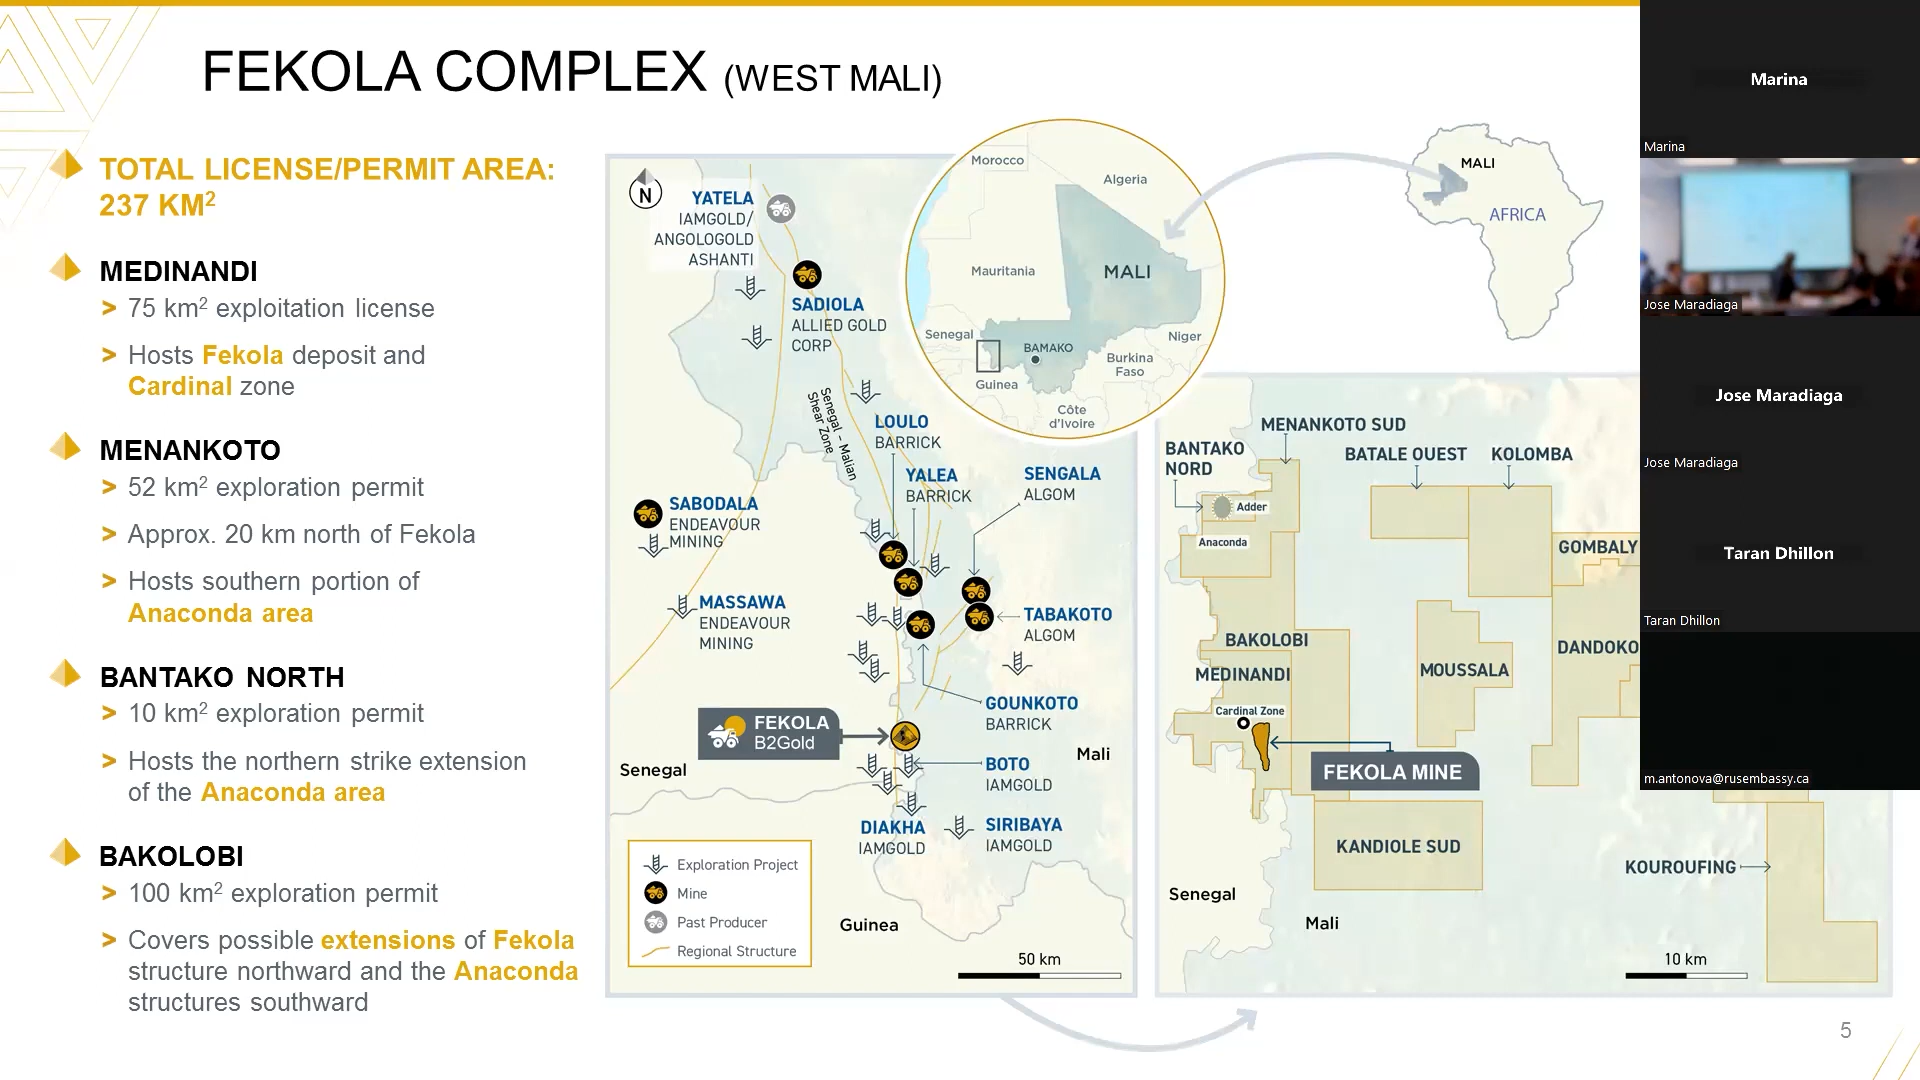 FEKOLA COMPLEX (WEST MALI)
TOTAL LICENSE/PERMIT AREA:
237 KM²
MEDINANDI
> 75 km² exploitation license
> Hosts Fekola deposit and
Cardinal zone
MENANKOTO
> 52 km² exploration permit
> Approx. 20 km north of Fekola
> Hosts southern portion of
Anaconda area
BANTAKO NORTH
> 10 km² exploration permit
> Hosts the northern strike extension
of the Anaconda area
BAKOLOBI
> 100 km² exploration permit
> Covers possible extensions of Fekola
structure northward and the Anaconda
structures southward
N
YATELA
IAMGOLD/
ANGOLOGOLD
ASHANTI
SADIOLA
ALLIED GOLD
CORP
Senegal - Malian
Shear Zone
LOULO
BARRICK
YALEA
BARRICK
SENGALA
ALGOM
SABODALA
ENDEAVOUR
MINING
MASSAWA
ENDEAVOUR
MINING
TABAKOTO
ALGOM
GOUNKOTO
BARRICK
FEKOLA
B2Gold
Senegal
Mali
BOTO
IAMGOLD
DIAKHA
IAMGOLD
SIRIBAYA
IAMGOLD
Guinea
Exploration Project
Mine
Past Producer
Regional Structure
50 km
Morocco
Algeria
Mauritania
MALI
Senegal
BAMAKO
Niger
Burkina
Faso
Guinea
Côte
d'Ivoire
MALI
AFRICA
MENANKOTO SUD
BANTAKO
NORD
BATALE OUEST
KOLOMBA
Adder
Anaconda
GOMBALY
BAKOLOBI
MEDINANDI
MOUSSALA
DANDOKO
Cardinal Zone
FEKOLA MINE
KANDIOLE SUD
KOUROUFING
Senegal
Mali
10 km
5
Marina
Marina
Jose Maradiaga
Jose Maradiaga
Jose Maradiaga
Taran Dhillon
Taran Dhillon
m.antonova@rusembassy.ca